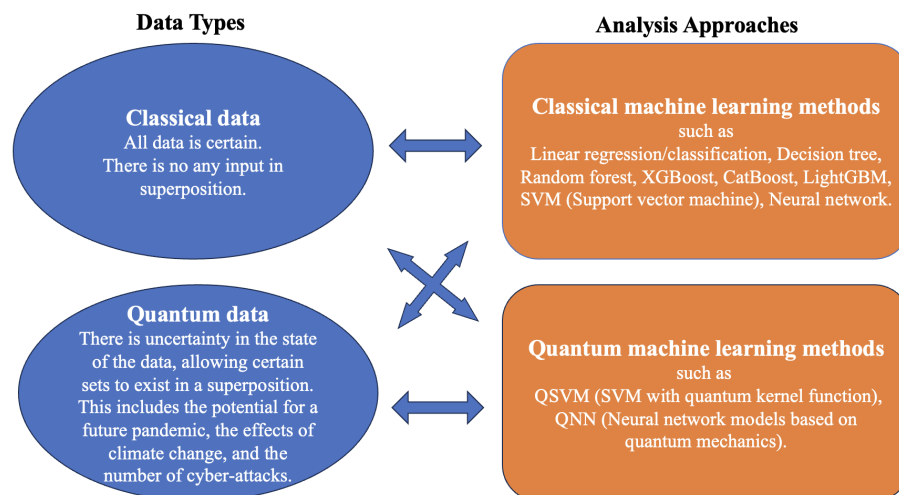 Data Types
Analysis Approaches
Classical data
All data is certain.
There is no any input in
superposition.
Classical machine learning methods
such as
Linear regression/classification, Decision tree,
Random forest, XGBoost, CatBoost, LightGBM,
SVM (Support vector machine), Neural network.
Quantum data
There is uncertainty in the state
of the data, allowing certain
sets to exist in a superposition.
This includes the potential for a
future pandemic, the effects of
climate change, and the
number of cyber-attacks.
Quantum machine learning methods
such as
QSVM (SVM with quantum kernel function),
QNN (Neural network models based on
quantum mechanics).